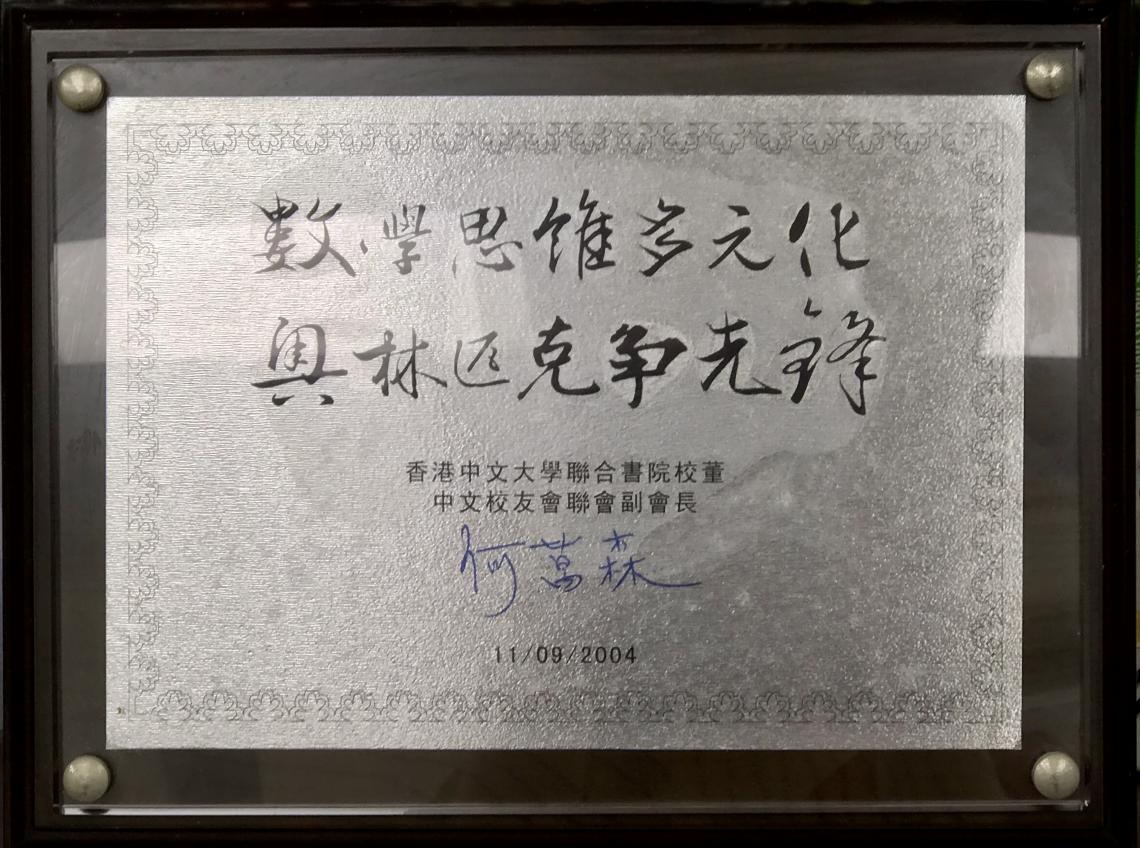 數學思維多元化
奧林匹克爭先鋒
香港中文大學聯合書院校董
中文校友會聯會副會長
何萬森
11/09/2004